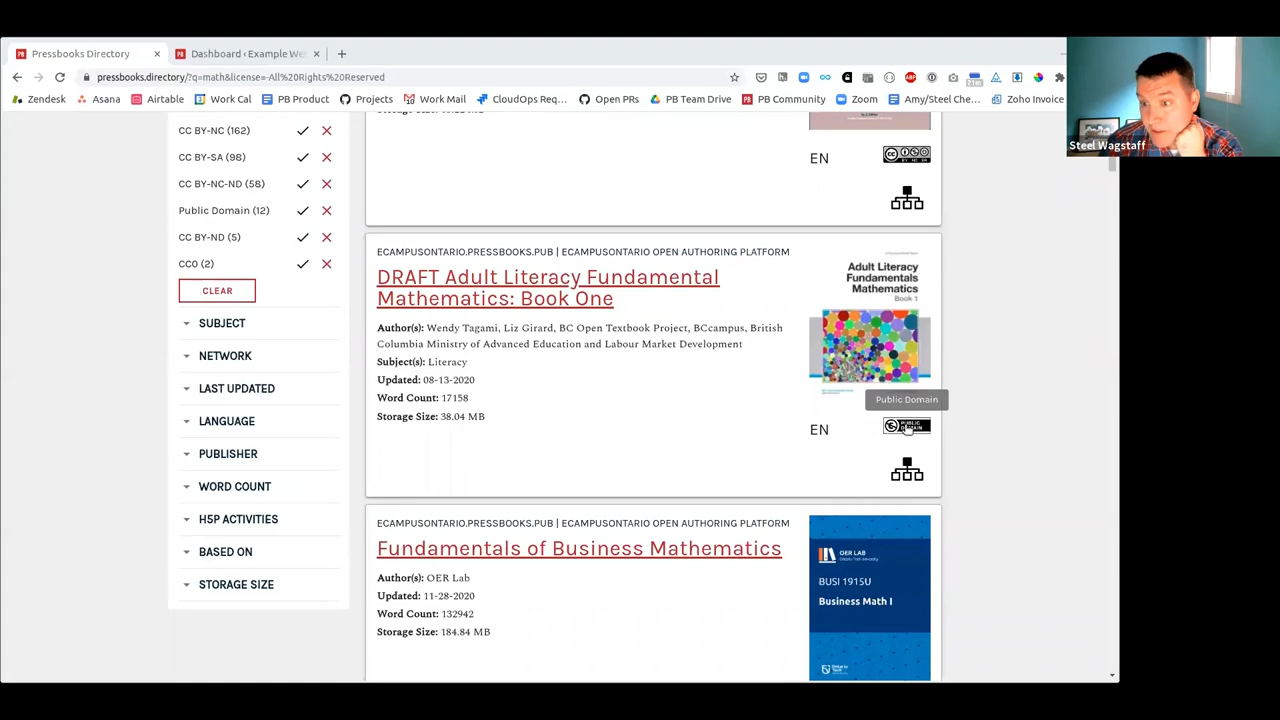 Pressbooks Directory
Dashboard ‹ Example We
pressbooks.directory/?q=math&license=-All%20Rights%20Reserved
Zendesk Asana Airtable Work Cal PB Product Projects Work Mail CloudOps Req... Open PRs PB Team Drive PB Community Zoom Amy/Steel Che... Zoho Invoice
Steel Wagstaff
CC BY-NC (162)
CC BY-SA (98)
CC BY-NC-ND (58)
Public Domain (12)
CC BY-ND (5)
CC0 (2)
CLEAR
SUBJECT
NETWORK
LAST UPDATED
LANGUAGE
PUBLISHER
WORD COUNT
H5P ACTIVITIES
BASED ON
STORAGE SIZE
EN
BY NC SA
ECAMPUSONTARIO.PRESSBOOKS.PUB | ECAMPUSONTARIO OPEN AUTHORING PLATFORM
DRAFT Adult Literacy Fundamental
Mathematics: Book One
Author(s): Wendy Tagami, Liz Girard, BC Open Textbook Project, BCcampus, British
Columbia Ministry of Advanced Education and Labour Market Development
Subject(s): Literacy
Updated: 08-13-2020
Word Count: 17158
Storage Size: 38.04 MB
Adult Literacy
Fundamentals
Mathematics
Book 1
Public Domain
EN
PUBLIC
DOMAIN
ECAMPUSONTARIO.PRESSBOOKS.PUB | ECAMPUSONTARIO OPEN AUTHORING PLATFORM
Fundamentals of Business Mathematics
Author(s): OER Lab
Updated: 11-28-2020
Word Count: 132942
Storage Size: 184.84 MB
OER LAB
BUSI 1915U
Business Math I